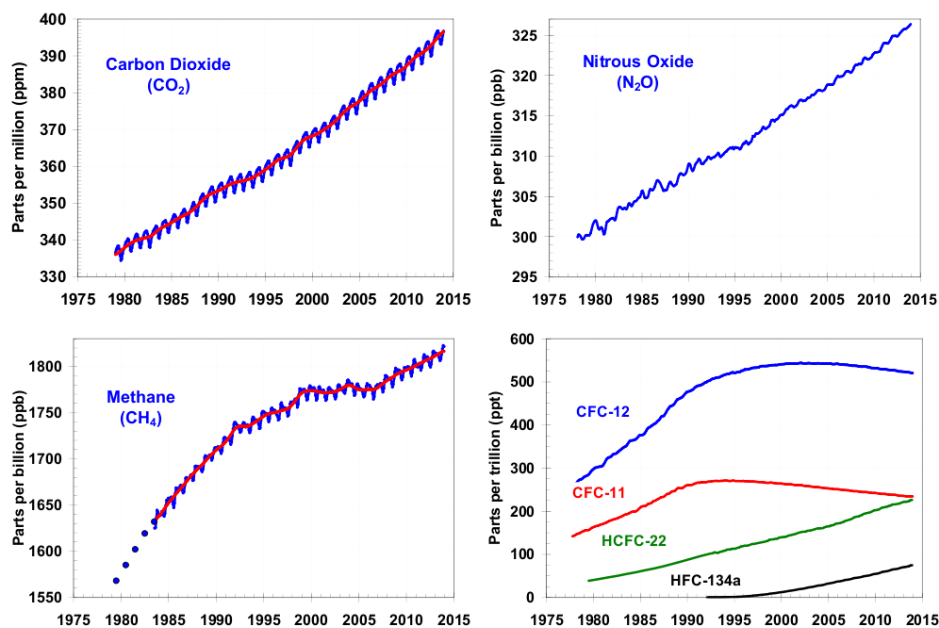 400
390
380
370
360
350
340
330
Parts per million (ppm)
Carbon Dioxide
(CO₂)
1975 1980 1985 1990 1995 2000 2005 2010 2015
325
320
315
310
305
300
295
Parts per billion (ppb)
Nitrous Oxide
(N₂O)
1975 1980 1985 1990 1995 2000 2005 2010 2015
1800
1750
1700
1650
1600
1550
Parts per billion (ppb)
Methane
(CH₄)
1975 1980 1985 1990 1995 2000 2005 2010 2015
600
500
400
300
200
100
0
Parts per trillion (ppt)
CFC-12
CFC-11
HCFC-22
HFC-134a
1975 1980 1985 1990 1995 2000 2005 2010 2015